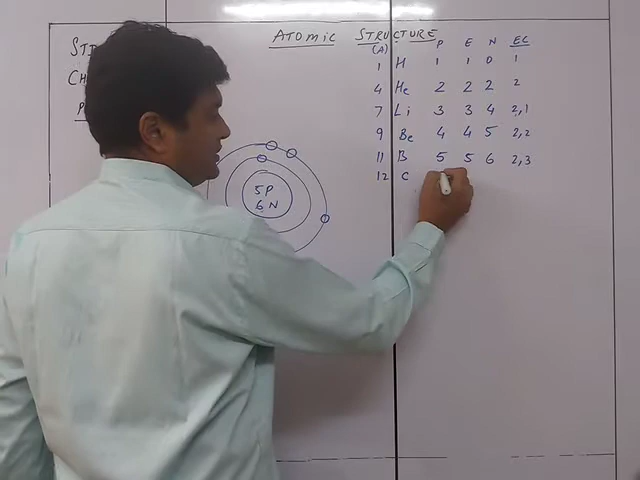 ATOMIC STRUCTURE
(A) P E N EC
1 H 1 1 0 1
4 He 2 2 2 2
7 Li 3 3 4 2,1
9 Be 4 4 5 2,2
11 B 5 5 6 2,3
12 C
5P
6N